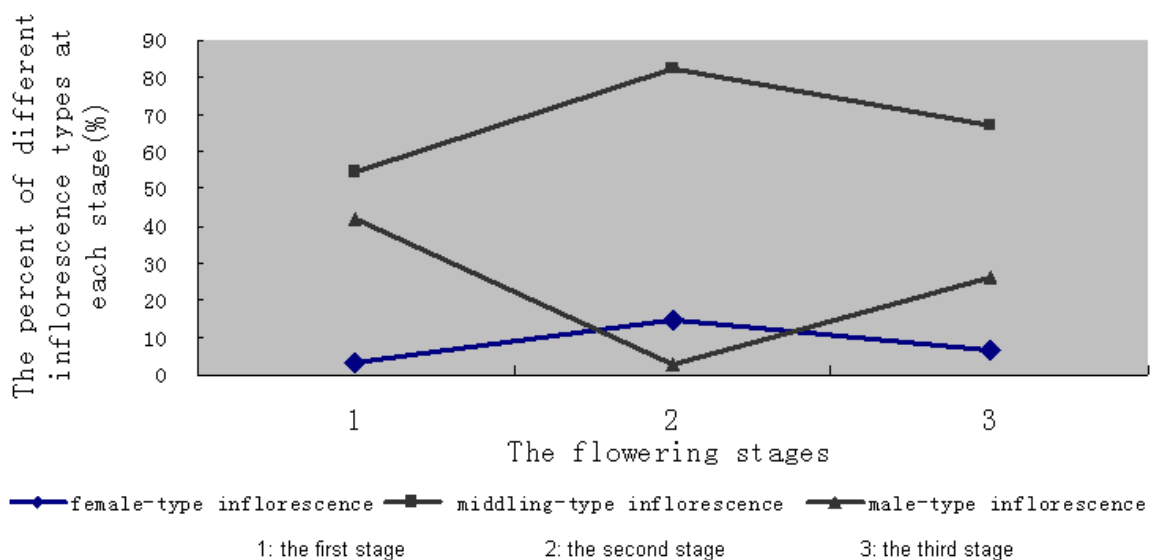 The percent of different
inflorescence types at
each stage(%)
90
80
70
60
50
40
30
20
10
0
1 2 3
The flowering stages
female-type inflorescence middling-type inflorescence male-type inflorescence
1: the first stage 2: the second stage 3: the third stage